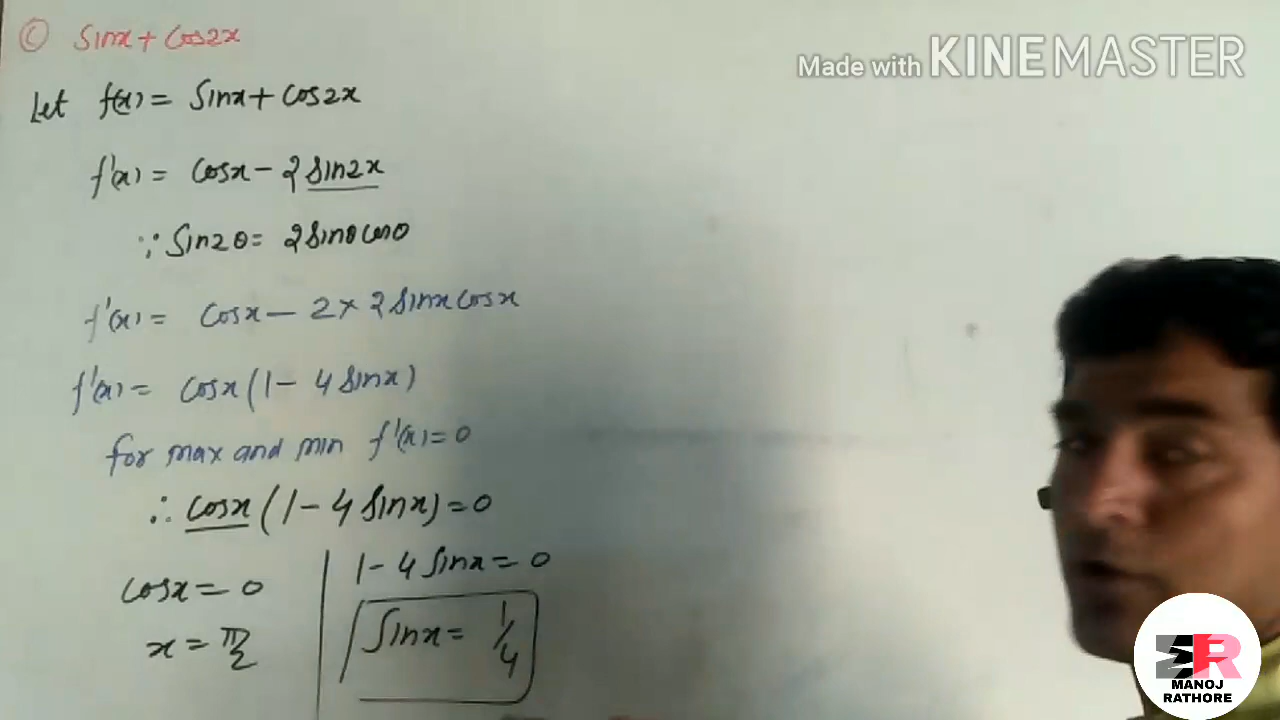 Ⓒ Sinx + Cos2x
Made with KINEMASTER
Let f(x) = Sinx + Cos2x
f'(x) = Cosx - 2 Sin2x
∵ Sin2θ = 2Sinθ Cosθ
f'(x) = Cosx - 2 × 2 Sinx Cosx
f'(x) = Cosx (1 - 4 Sinx)
for max and min f'(x) = 0
∴ Cosx (1 - 4 Sinx) = 0
Cosx = 0
x = π/2
1 - 4 Sinx = 0
Sinx = 1/4
MANOJ
RATHORE